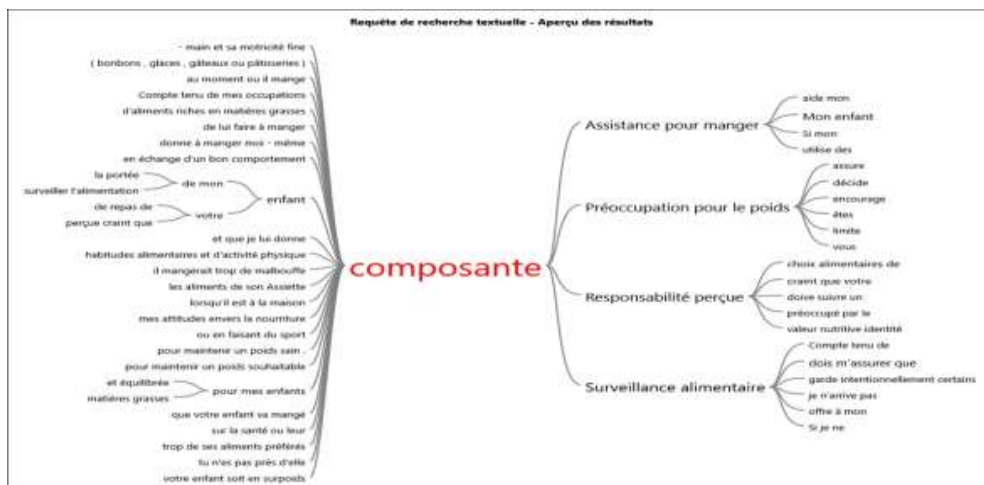 Requête de recherche textuelle - Aperçu des résultats
- main et sa motricité fine
( bonbons , glaces , gâteaux ou pâtisseries )
au moment ou il mange
Compte tenu de mes occupations
d'aliments riches en matières grasses
de lui faire à manger
donne à manger moi - même
en échange d'un bon comportement
la portée
surveiller l'alimentation
de mon
de repas de
perçue craint que
votre
enfant
et que je lui donne
habitudes alimentaires et d'activité physique
il mangerait trop de malbouffe
les aliments de son Assiette
lorsqu'il est à la maison
mes attitudes envers la nourriture
ou en faisant du sport
pour maintenir un poids sain .
pour maintenir un poids souhaitable
et équilibrée
matières grasses
pour mes enfants
que votre enfant va mangé
sur la santé ou leur
trop de ses aliments préférés
tu n'es pas près d'elle
votre enfant soit en surpoids
composante
Assistance pour manger
aide mon
Mon enfant
Si mon
utilise des
Préoccupation pour le poids
assure
décide
encourage
êtes
limite
vous
Responsabilité perçue
choix alimentaires de
craint que votre
doive suivre un
préoccupé par le
valeur nutritive identité
Surveillance alimentaire
Compte tenu de
dois m'assurer que
garde intentionnellement certains
je n'arrive pas
offre à mon
Si je ne